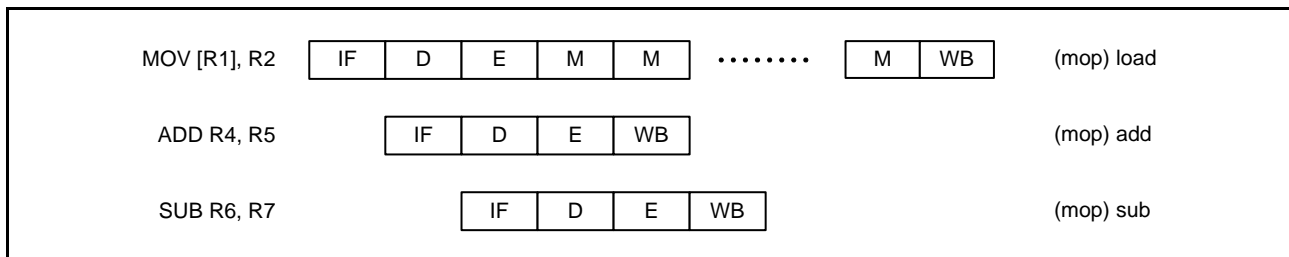 MOV [R1], R2 IF D E M M ........ M WB (mop) load
ADD R4, R5 IF D E WB (mop) add
SUB R6, R7 IF D E WB (mop) sub